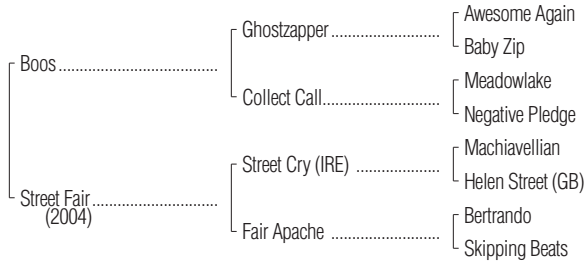 Awesome Again
Ghostzapper
Baby Zip
Boos
Meadowlake
Collect Call
Negative Pledge
Machiavellian
Street Cry (IRE)
Helen Street (GB)
Street Fair
(2004)
Bertrando
Fair Apache
Skipping Beats